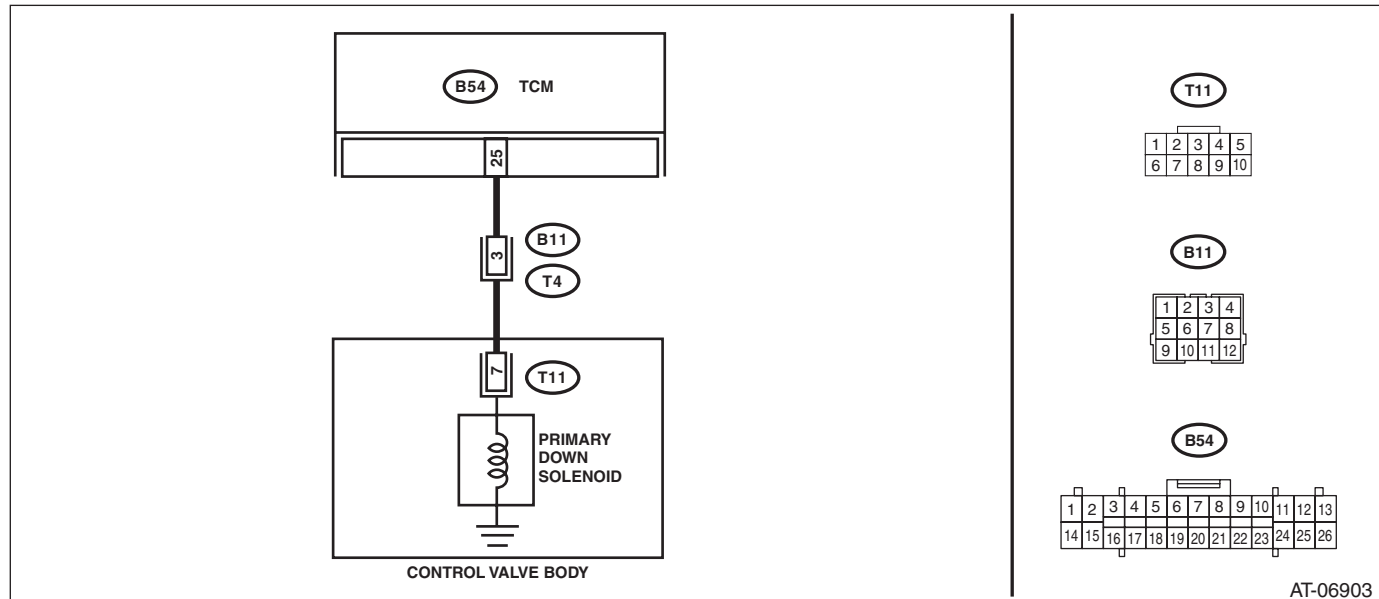 B54 TCM
25
3
B11
T4
7
T11
PRIMARY
DOWN
SOLENOID
CONTROL VALVE BODY
T11
1 2 3 4 5
6 7 8 9 10
B11
1 2 3 4
5 6 7 8
9 10 11 12
B54
1 2 3 4 5 6 7 8 9 10 11 12 13
14 15 16 17 18 19 20 21 22 23 24 25 26
AT-06903